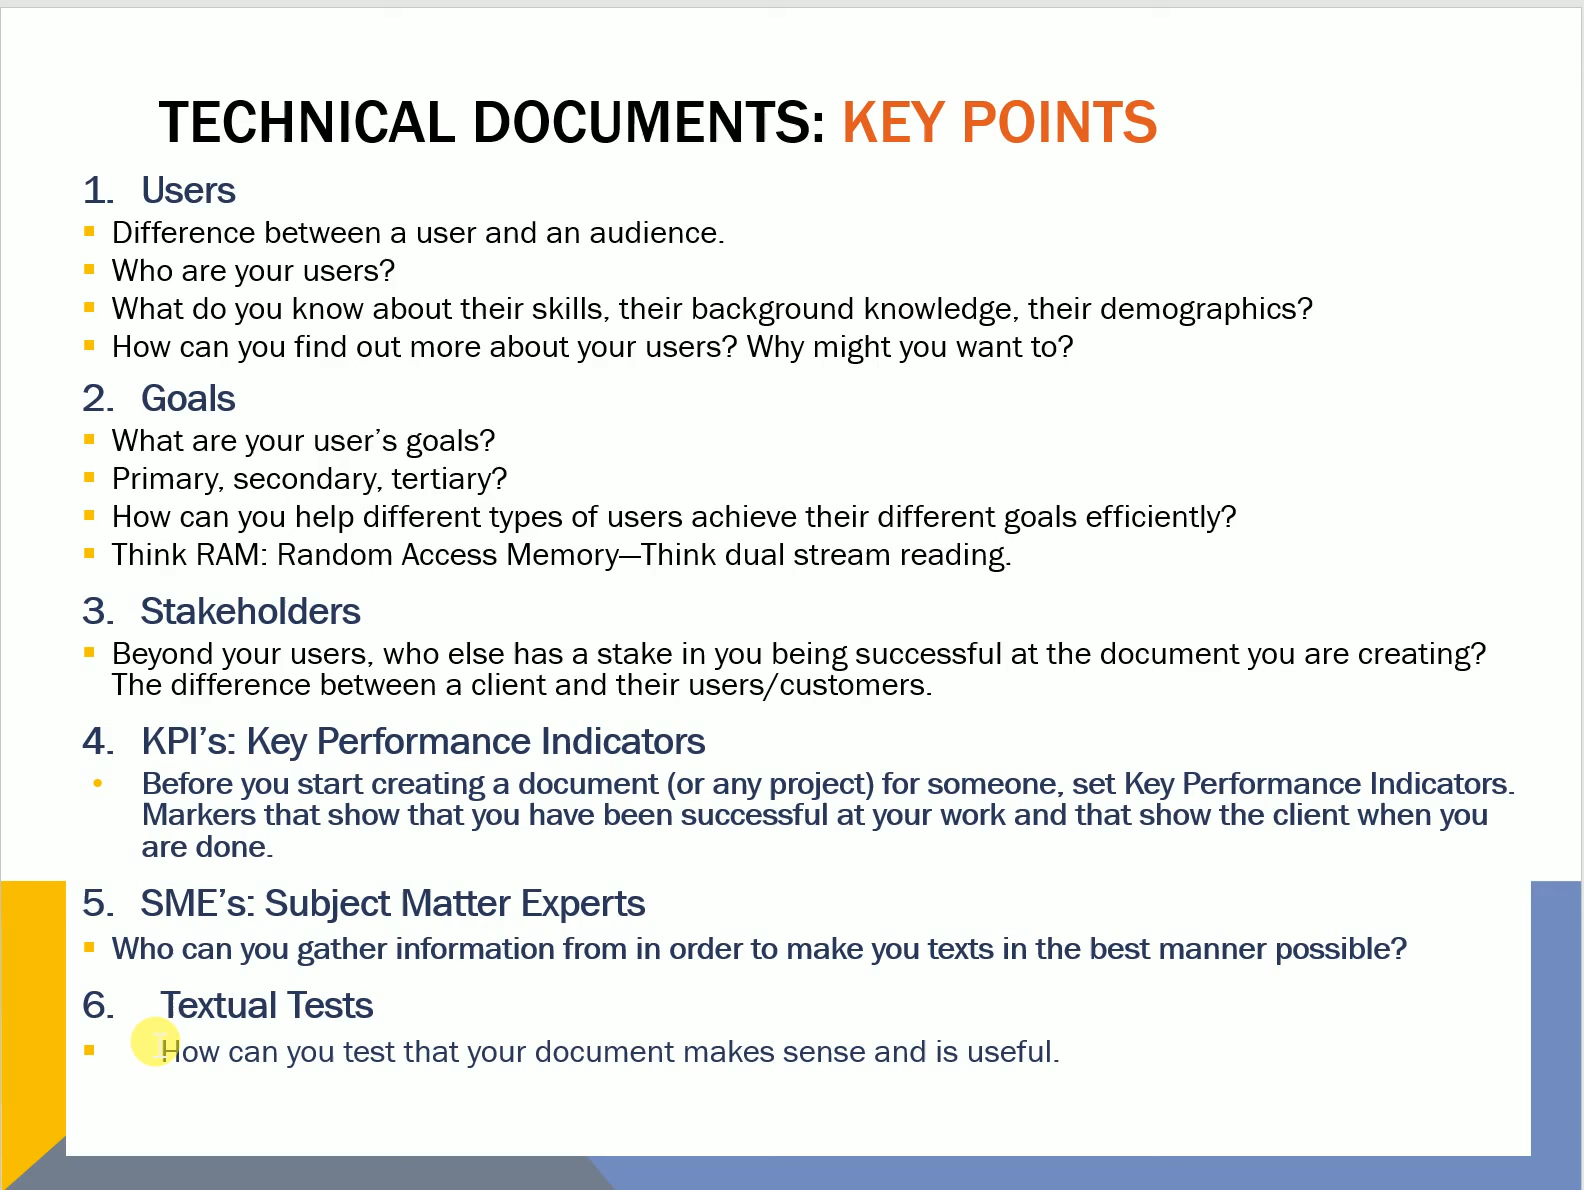 TECHNICAL DOCUMENTS: KEY POINTS
1. Users
Difference between a user and an audience.
Who are your users?
What do you know about their skills, their background knowledge, their demographics?
How can you find out more about your users? Why might you want to?
2. Goals
What are your user’s goals?
Primary, secondary, tertiary?
How can you help different types of users achieve their different goals efficiently?
Think RAM: Random Access Memory—Think dual stream reading.
3. Stakeholders
Beyond your users, who else has a stake in you being successful at the document you are creating?
The difference between a client and their users/customers.
4. KPI’s: Key Performance Indicators
Before you start creating a document (or any project) for someone, set Key Performance Indicators.
Markers that show that you have been successful at your work and that show the client when you
are done.
5. SME’s: Subject Matter Experts
Who can you gather information from in order to make you texts in the best manner possible?
6. Textual Tests
How can you test that your document makes sense and is useful.